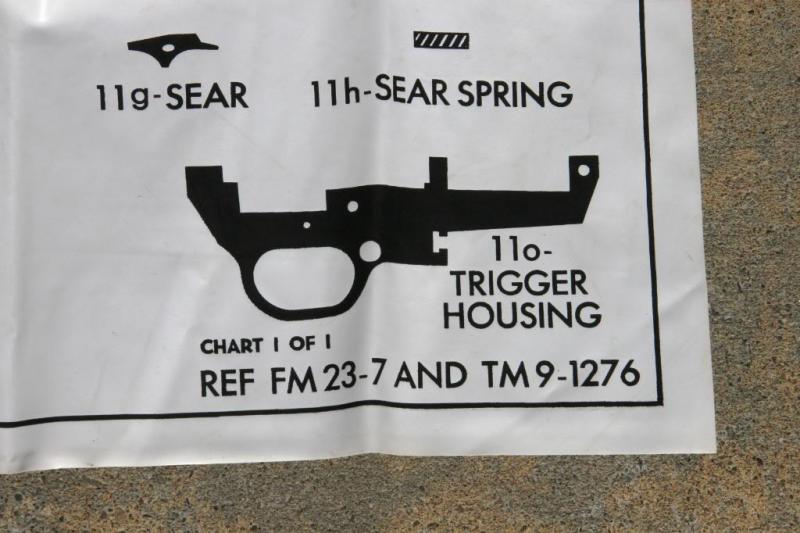 11g-SEAR
11h-SEAR SPRING
11o-
TRIGGER
HOUSING
CHART 1 OF 1
REF FM 23-7 AND TM 9-1276